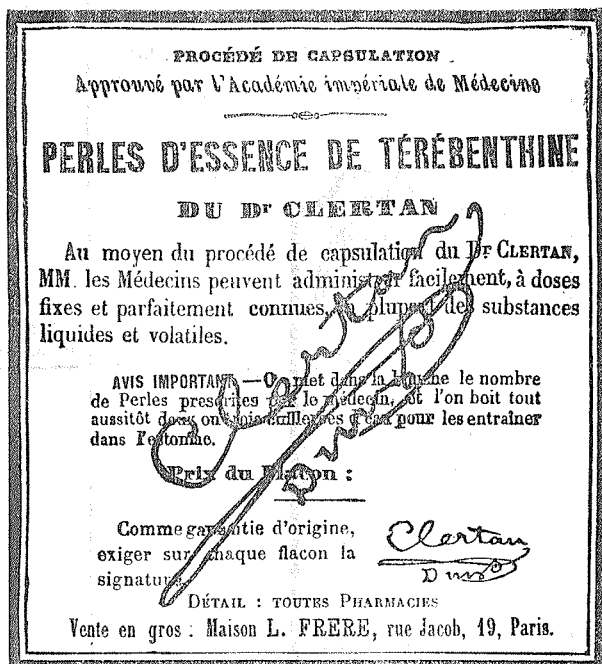 PROCÉDÉ DE CAPSULATION
Approuvé par l'Académie impériale de Médecine
PERLES D'ESSENCE DE TÉRÉBENTHINE
DU Dr CLERTAN
Au moyen du procédé de capsulation du Dr CLERTAN,
MM. les Médecins peuvent administrer facilement, à doses
fixes et parfaitement connues, la plupart des substances
liquides et volatiles.
AVIS IMPORTANT. — On met dans la bouche le nombre
de Perles prescrites par le médecin, et l'on boit tout
aussitôt deux ou trois cuillerées d'eau pour les entraîner
dans l'estomac.
Prix du Flacon :
Clertan
Comme garantie d'origine,
exiger sur chaque flacon la
signature
Clertan
DÉTAIL : TOUTES PHARMACIES
Vente en gros : Maison L. FRERE, rue Jacob, 19, Paris.